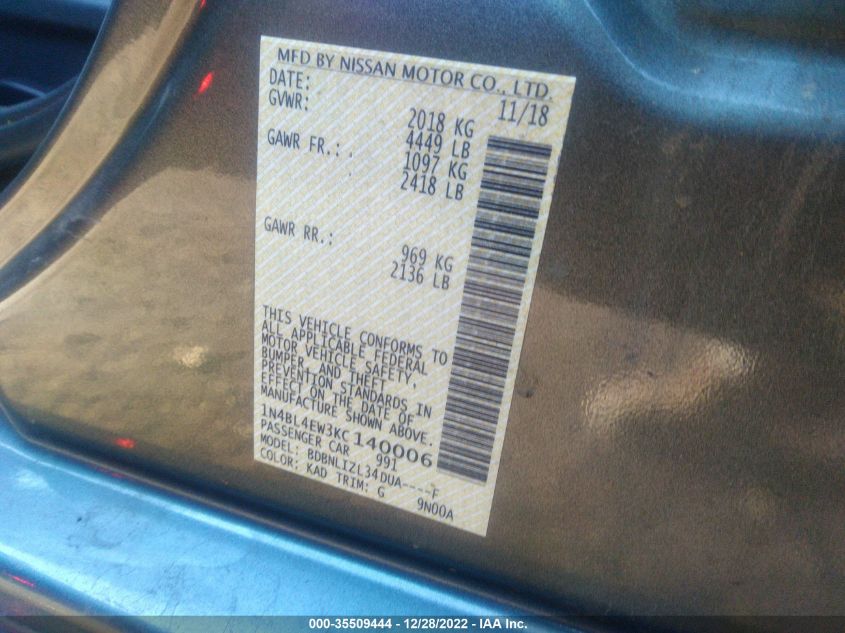 MFD BY NISSAN MOTOR CO., LTD.
DATE: 11/18
GVWR: 2018 KG
4449 LB
GAWR FR.: 1097 KG
2418 LB
GAWR RR.: 969 KG
2136 LB
THIS VEHICLE CONFORMS TO
ALL APPLICABLE FEDERAL
MOTOR VEHICLE SAFETY,
BUMPER, AND THEFT
PREVENTION STANDARDS IN
EFFECT ON THE DATE OF
MANUFACTURE SHOWN ABOVE.
1N4BL4EW3KC140006
PASSENGER CAR 991
MODEL: BDBNLIZL34DUA----F
COLOR: KAD TRIM: G 9N00A
000-35509444 - 12/28/2022 - IAA Inc.